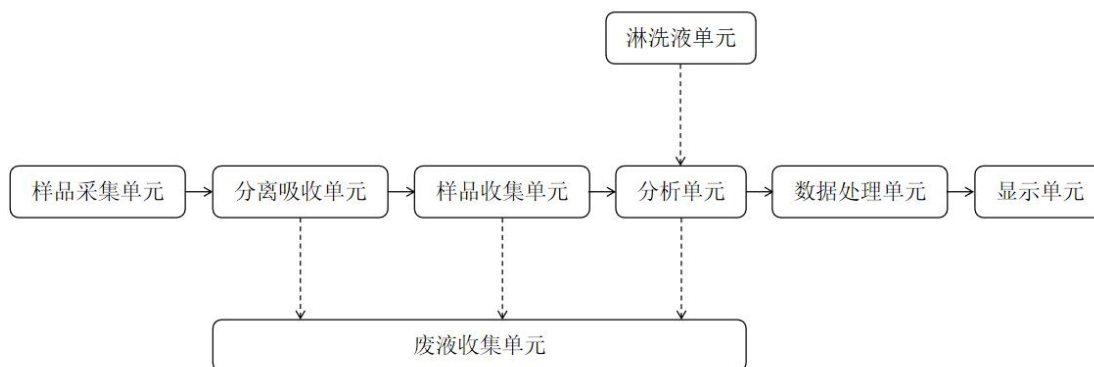 淋洗液单元
样品采集单元
分离吸收单元
样品收集单元
分析单元
数据处理单元
显示单元
废液收集单元